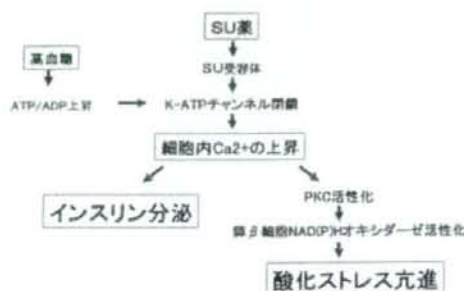 SU薬
高血糖
SU受容体
ATP/ADP上昇
K-ATPチャンネル閉鎖
細胞内Ca2+の上昇
インスリン分泌
PKC活性化
膵β細胞NAD(P)Hオキシダーゼ活性化
酸化ストレス亢進